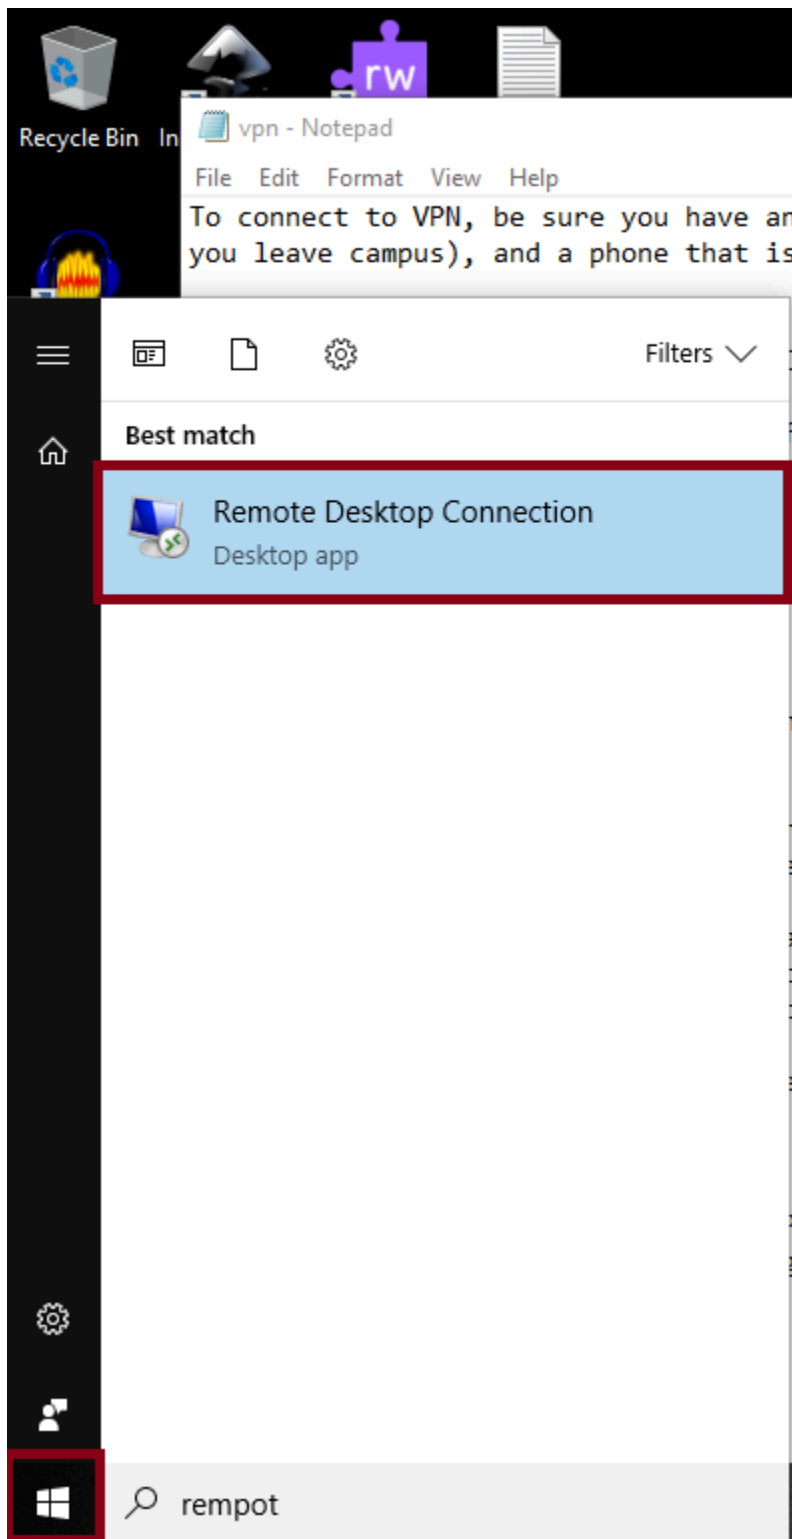 rw
Recycle Bin In
vpn - Notepad
File Edit Format View Help
To connect to VPN, be sure you have an
you leave campus), and a phone that is
Filters
Best match
Remote Desktop Connection
Desktop app
rempot